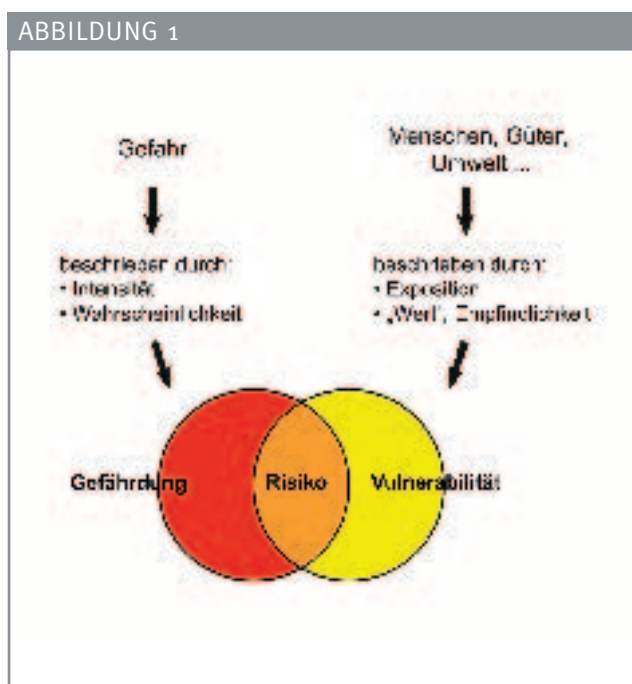 ABBILDUNG 1
Gefahr
Menschen, Güter,
Umwelt ...
beschrieben durch:
• Intensität
• Wahrscheinlichkeit
beschrieben durch:
• Exposition
• „Wert", Empfindlichkeit
Gefährdung
Risiko
Vulnerabilität